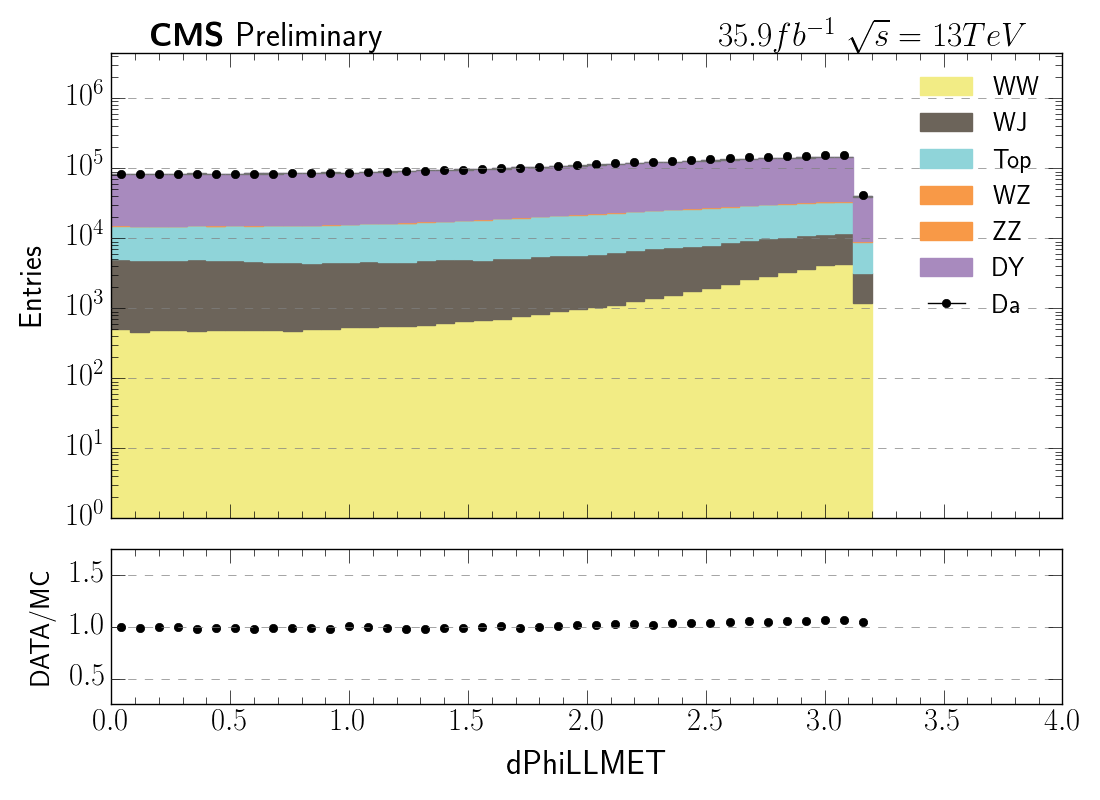 CMS Preliminary 35.9fb⁻¹ √s = 13TeV
Entries
10⁶
10⁵
10⁴
10³
10²
10¹
10⁰
WW
WJ
Top
WZ
ZZ
DY
Da
DATA/MC
1.5
1.0
0.5
0.0 0.5 1.0 1.5 2.0 2.5 3.0 3.5 4.0
dPhiLLMET